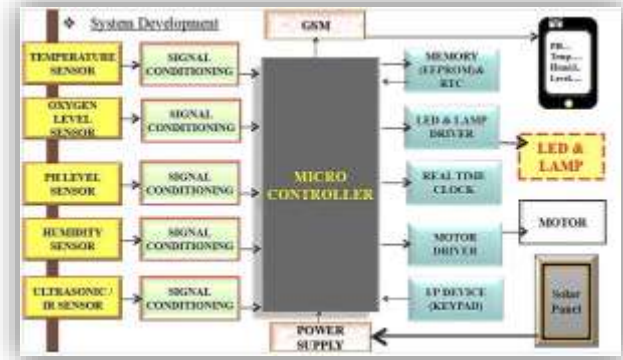 ❖ System Development
GSM
TEMPERATURE
SENSOR
SIGNAL
CONDITIONING
MEMORY
(EEPROM)&
RTC
PH...
Temp....
Level....
OXYGEN
LEVEL
SENSOR
SIGNAL
CONDITIONING
LED & LAMP
DRIVER
LED &
LAMP
PH LEVEL
SENSOR
SIGNAL
CONDITIONING
MICRO
CONTROLLER
REAL TIME
CLOCK
HUMIDITY
SENSOR
SIGNAL
CONDITIONING
MOTOR
DRIVER
MOTOR
ULTRASONIC /
IR SENSOR
SIGNAL
CONDITIONING
I/P DEVICE
(KEYPAD)
Solar
Panel
POWER
SUPPLY